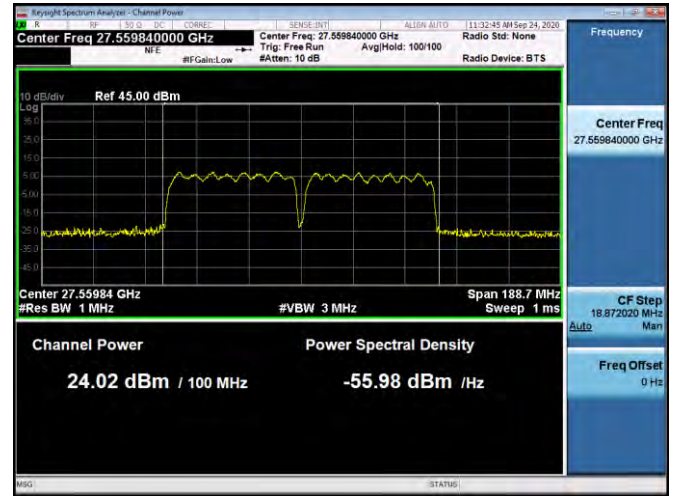 Keysight Spectrum Analyzer - Channel Power
R RF 50 Ω DC CORREC SENSE:INT ALIGN AUTO 11:32:45 AM Sep 24, 2020
Center Freq 27.559840000 GHz Center Freq: 27.559840000 GHz Radio Std: None
NFE Trig: Free Run Avg|Hold: 100/100
#IFGain:Low #Atten: 10 dB Radio Device: BTS
10 dB/div Ref 45.00 dBm
Log
35.0
25.0
15.0
5.00
-5.00
-15.0
-25.0
-35.0
-45.0
Center 27.55984 GHz Span 188.7 MHz
#Res BW 1 MHz #VBW 3 MHz Sweep 1 ms
Channel Power Power Spectral Density
24.02 dBm / 100 MHz -55.98 dBm /Hz
MSG STATUS
Frequency
Center Freq
27.559840000 GHz
CF Step
18.872020 MHz
Auto Man
Freq Offset
0 Hz